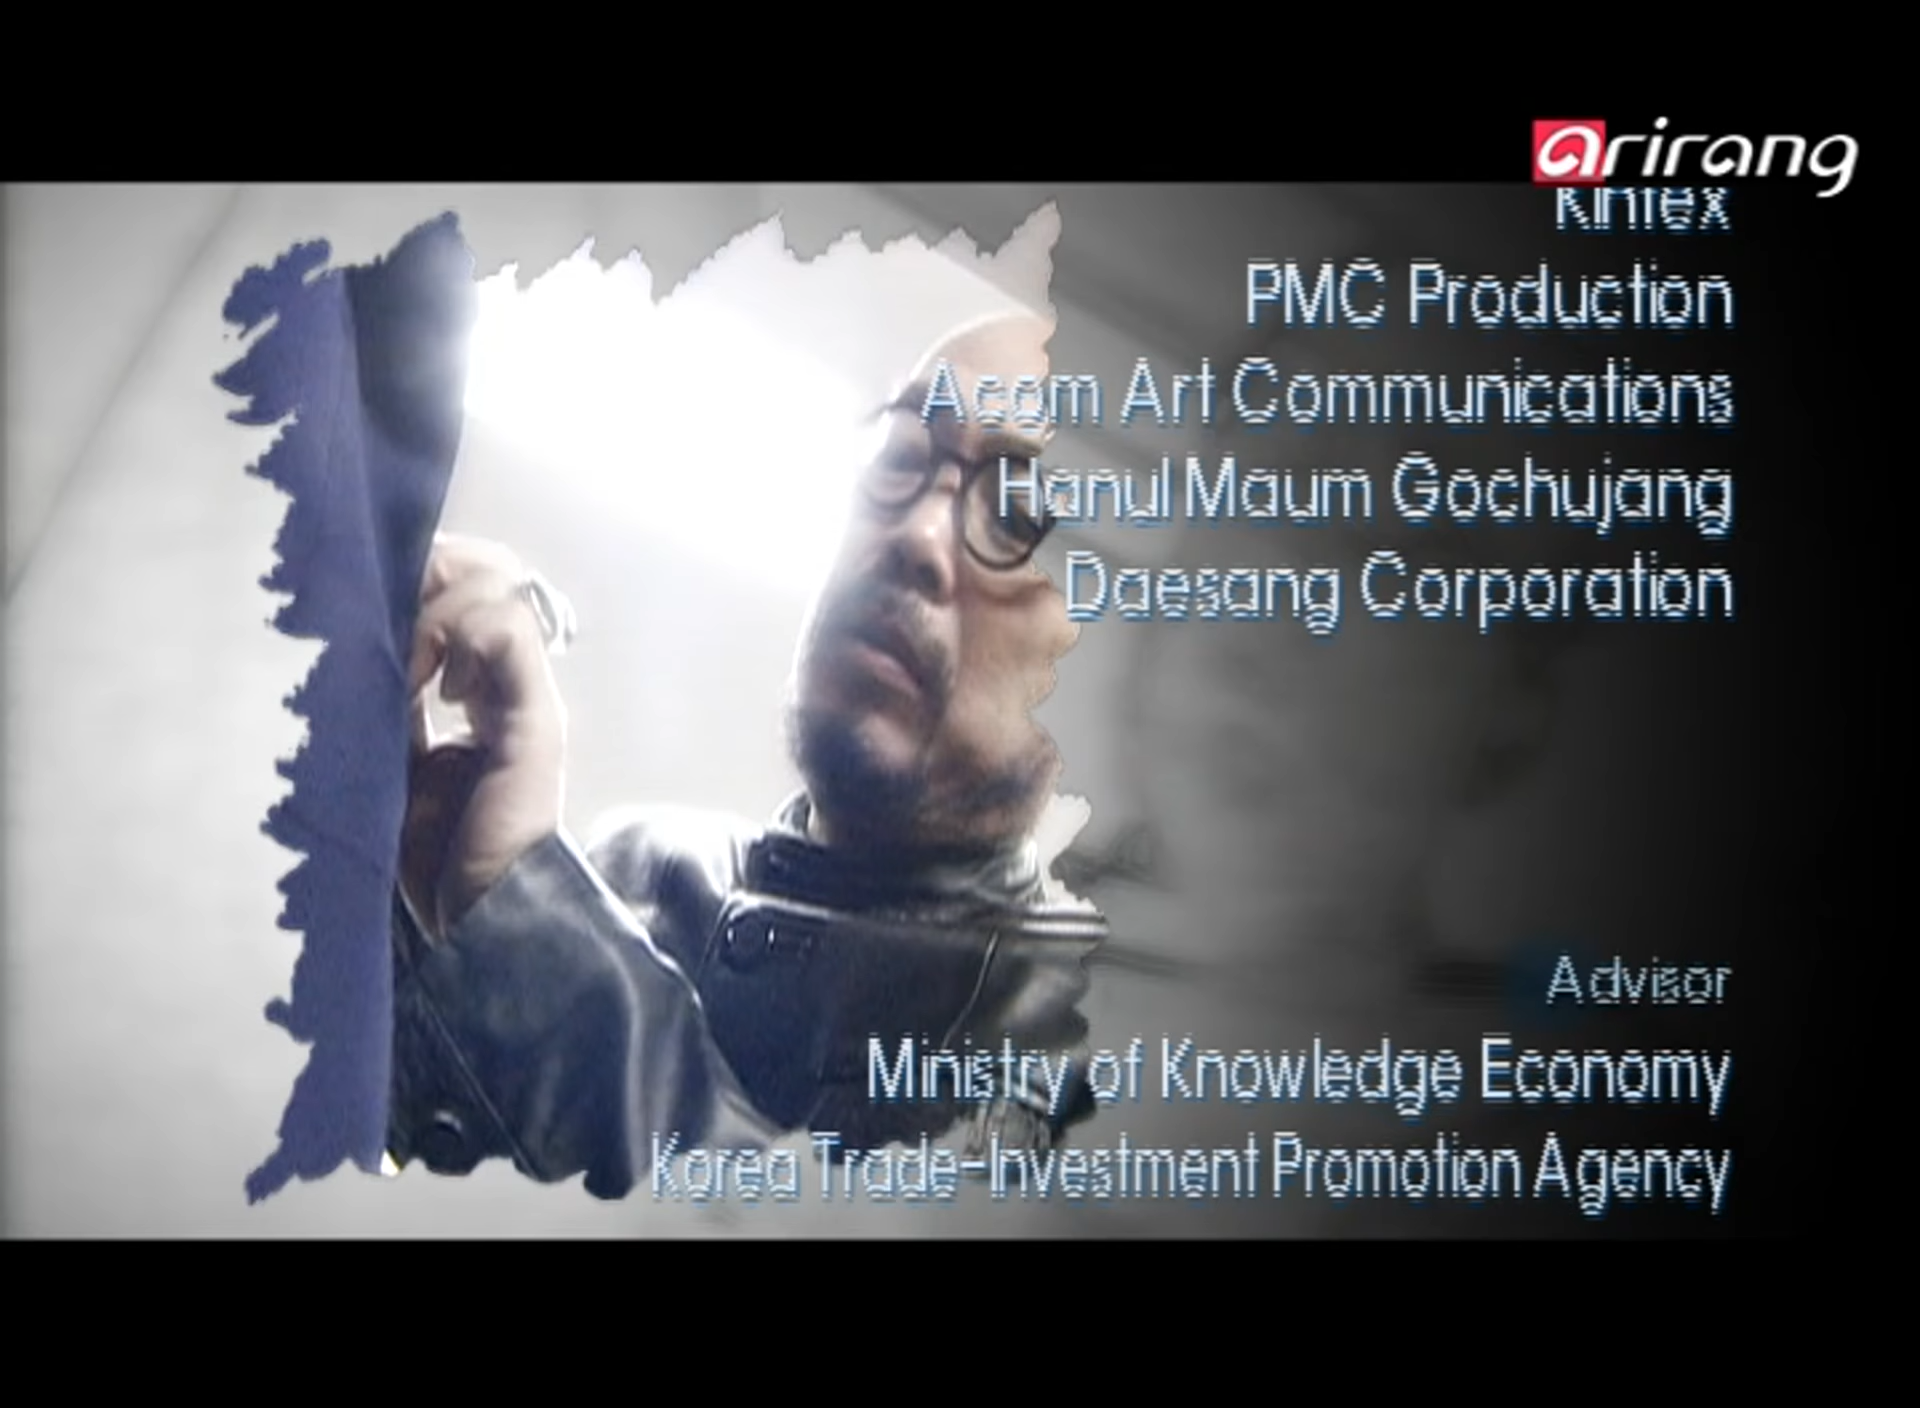 arirang
Kintex
PMC Production
Acom Art Communications
Hanul Maum Gochujang
Daesang Corporation
Advisor
Ministry of Knowledge Economy
Korea Trade-Investment Promotion Agency